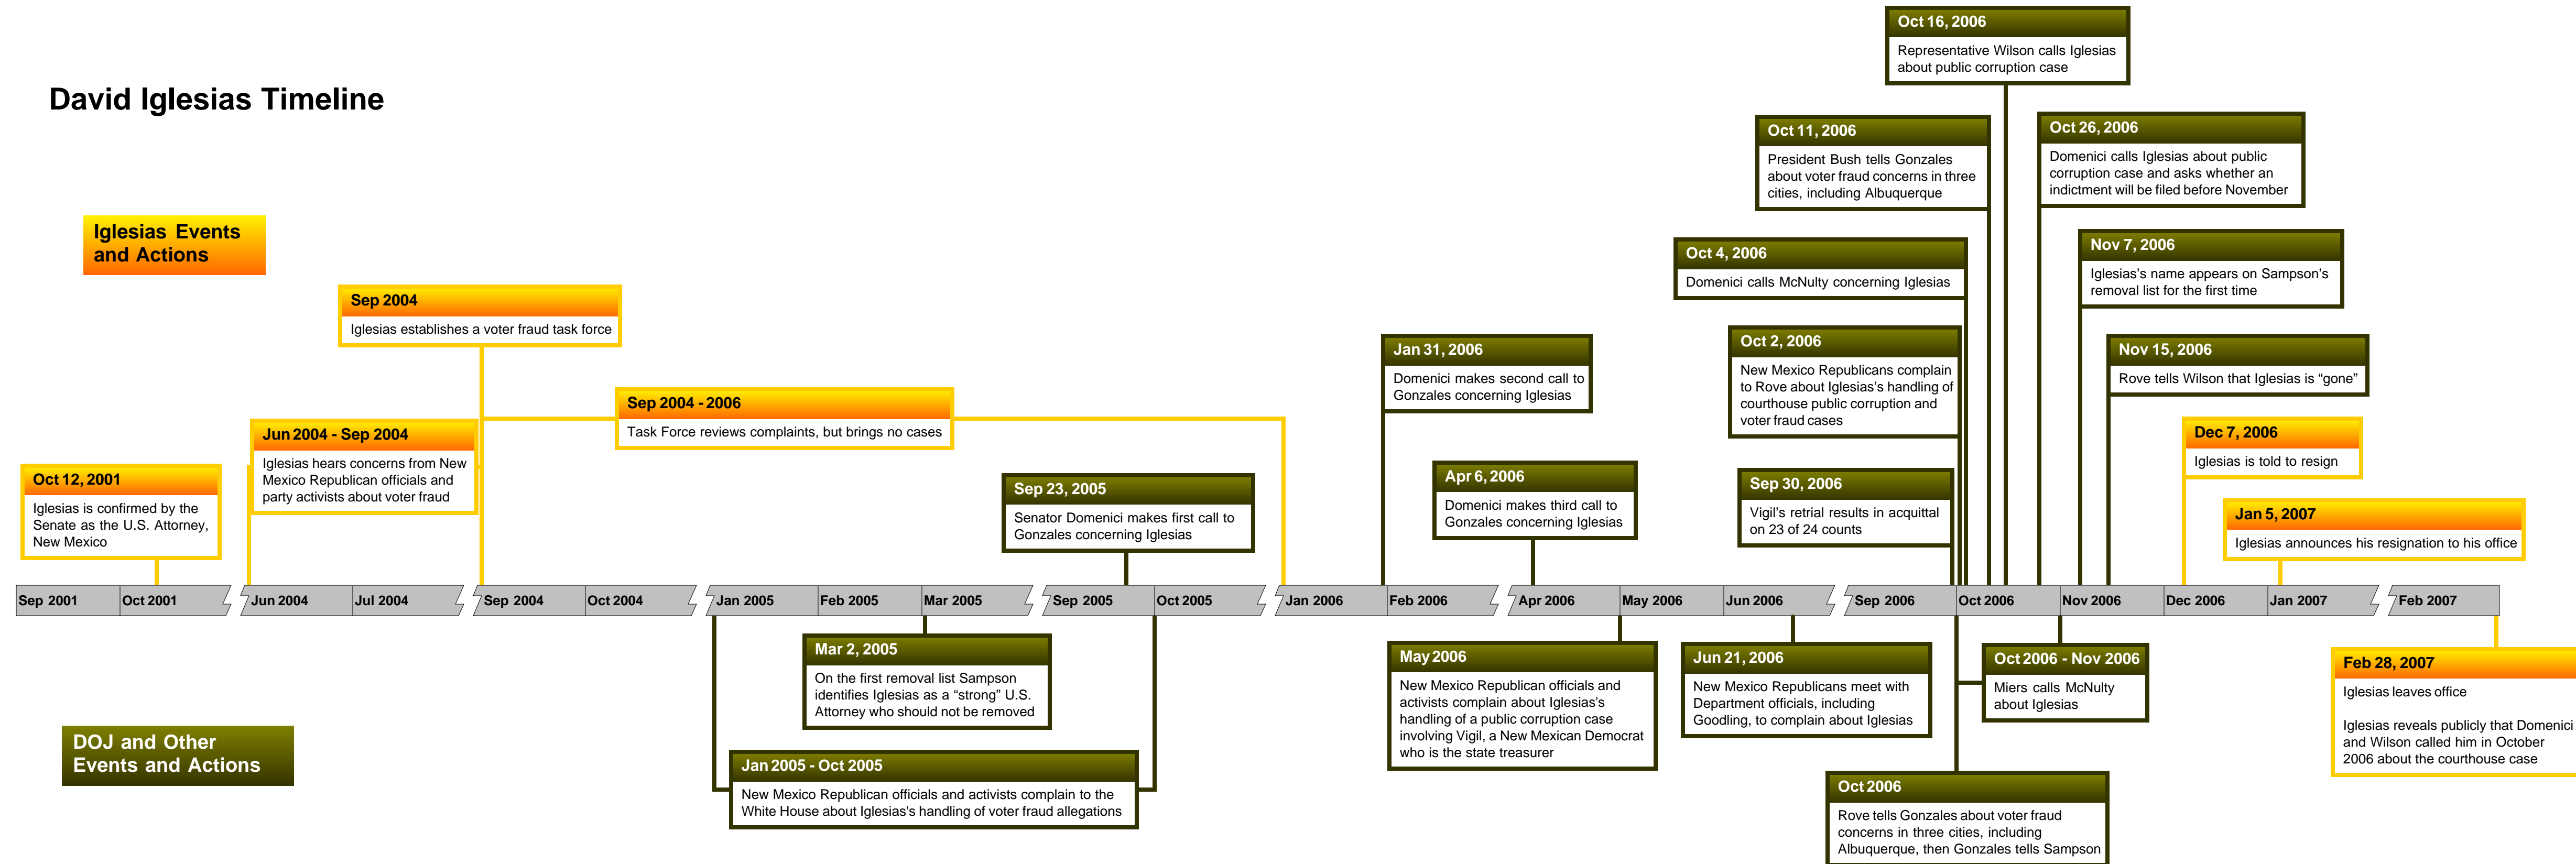 David Iglesias Timeline
Iglesias Events
and Actions
DOJ and Other
Events and Actions
Oct 12, 2001
Iglesias is confirmed by the
Senate as the U.S. Attorney,
New Mexico
Jun 2004 - Sep 2004
Iglesias hears concerns from New
Mexico Republican officials and
party activists about voter fraud
Sep 2004
Iglesias establishes a voter fraud task force
Sep 2004 - 2006
Task Force reviews complaints, but brings no cases
Sep 23, 2005
Senator Domenici makes first call to
Gonzales concerning Iglesias
Jan 31, 2006
Domenici makes second call to
Gonzales concerning Iglesias
Apr 6, 2006
Domenici makes third call to
Gonzales concerning Iglesias
Sep 30, 2006
Vigil's retrial results in acquittal
on 23 of 24 counts
Oct 2, 2006
New Mexico Republicans complain
to Rove about Iglesias's handling of
courthouse public corruption and
voter fraud cases
Oct 4, 2006
Domenici calls McNulty concerning Iglesias
Oct 11, 2006
President Bush tells Gonzales
about voter fraud concerns in three
cities, including Albuquerque
Oct 16, 2006
Representative Wilson calls Iglesias
about public corruption case
Oct 26, 2006
Domenici calls Iglesias about public
corruption case and asks whether an
indictment will be filed before November
Nov 7, 2006
Iglesias's name appears on Sampson's
removal list for the first time
Nov 15, 2006
Rove tells Wilson that Iglesias is “gone”
Dec 7, 2006
Iglesias is told to resign
Jan 5, 2007
Iglesias announces his resignation to his office
Sep 2001 Oct 2001 Jun 2004 Jul 2004 Sep 2004 Oct 2004 Jan 2005 Feb 2005 Mar 2005 Sep 2005 Oct 2005 Jan 2006 Feb 2006 Apr 2006 May 2006 Jun 2006 Sep 2006 Oct 2006 Nov 2006 Dec 2006 Jan 2007 Feb 2007
Mar 2, 2005
On the first removal list Sampson
identifies Iglesias as a “strong” U.S.
Attorney who should not be removed
Jan 2005 - Oct 2005
New Mexico Republican officials and activists complain to the
White House about Iglesias's handling of voter fraud allegations
May 2006
New Mexico Republican officials and
activists complain about Iglesias's
handling of a public corruption case
involving Vigil, a New Mexican Democrat
who is the state treasurer
Jun 21, 2006
New Mexico Republicans meet with
Department officials, including
Goodling, to complain about Iglesias
Oct 2006 - Nov 2006
Miers calls McNulty
about Iglesias
Oct 2006
Rove tells Gonzales about voter fraud
concerns in three cities, including
Albuquerque, then Gonzales tells Sampson
Feb 28, 2007
Iglesias leaves office
Iglesias reveals publicly that Domenici
and Wilson called him in October
2006 about the courthouse case